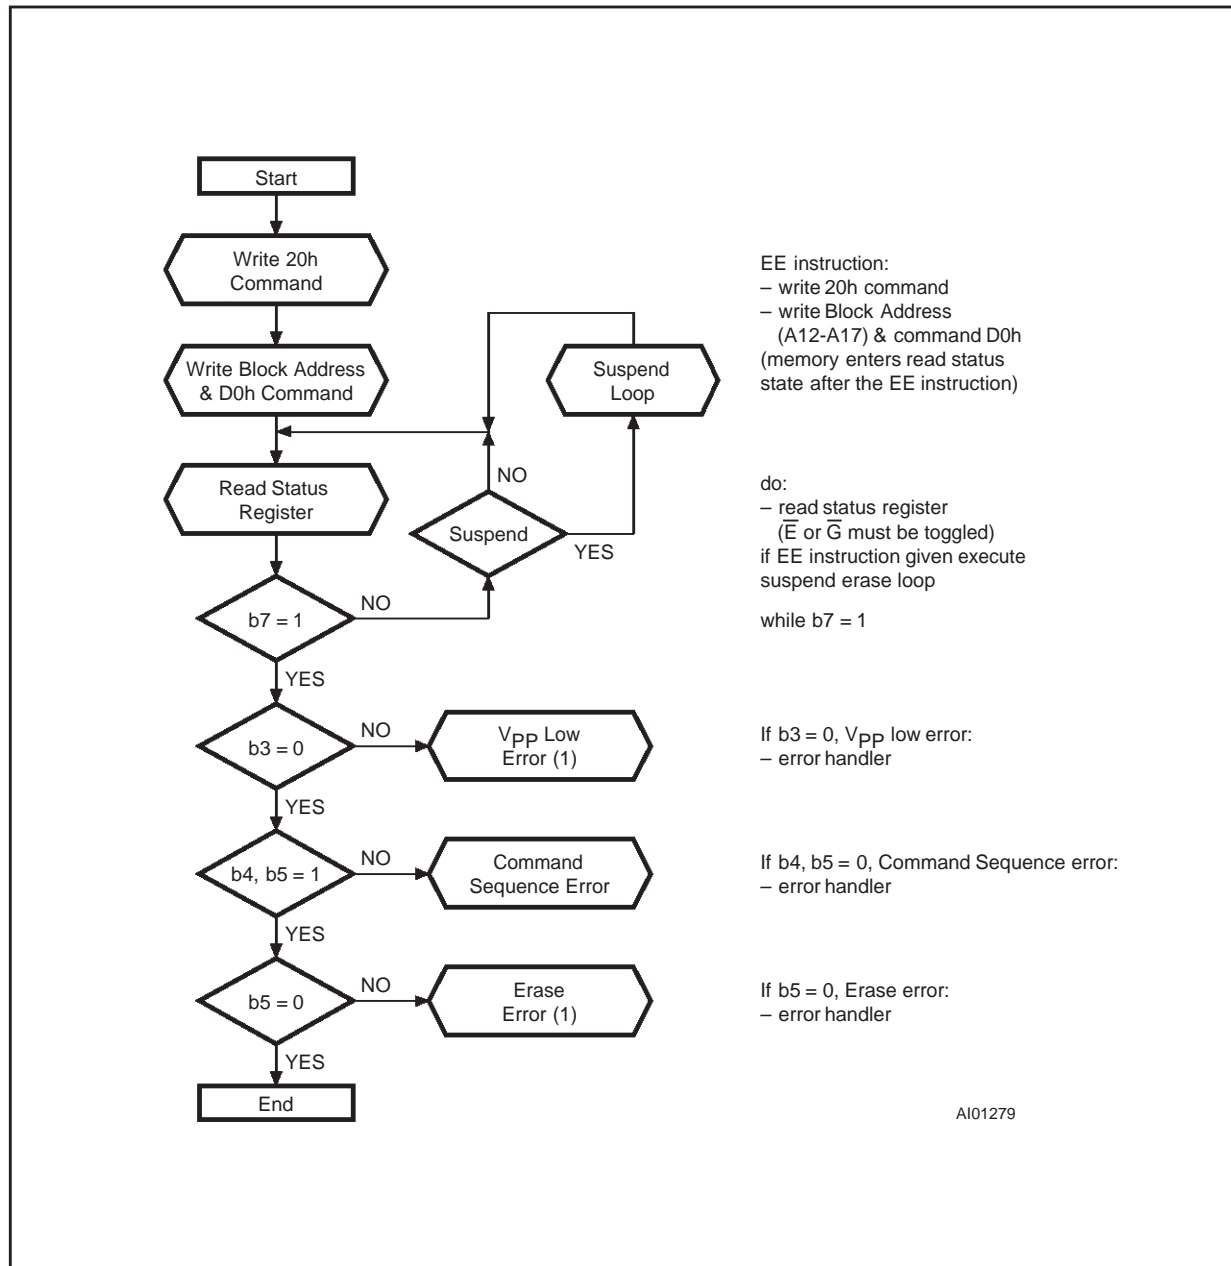 Start
Write 20h
Command
Write Block Address
& D0h Command
Read Status
Register
b7 = 1
NO
YES
Suspend
NO
YES
Suspend
Loop
b3 = 0
NO
YES
VPP Low
Error (1)
b4, b5 = 1
NO
YES
Command
Sequence Error
b5 = 0
NO
YES
Erase
Error (1)
End
EE instruction:
– write 20h command
– write Block Address
(A12-A17) & command D0h
(memory enters read status
state after the EE instruction)
do:
– read status register
(E̅ or G̅ must be toggled)
if EE instruction given execute
suspend erase loop
while b7 = 1
If b3 = 0, VPP low error:
– error handler
If b4, b5 = 0, Command Sequence error:
– error handler
If b5 = 0, Erase error:
– error handler
AI01279